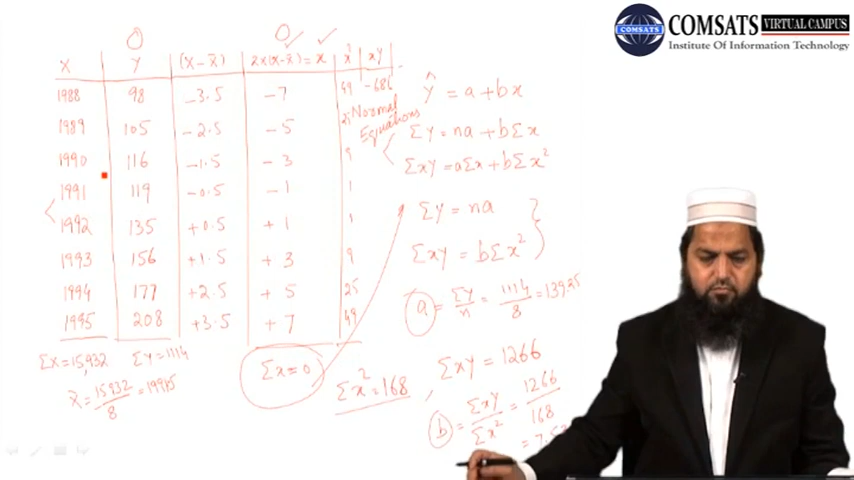 COMSATS VIRTUAL CAMPUS
Institute Of Information Technology
0 0
X Y (X - x̄) 2×(X-x̄) = x x² xY
1988 98 -3.5 -7 49 -686
1989 105 -2.5 -5 25
1990 116 -1.5 -3 9
1991 119 -0.5 -1 1
1992 135 +0.5 +1 1
1993 156 +1.5 +3 9
1994 177 +2.5 +5 25
1995 208 +3.5 +7 49
ΣX=15,932 ΣY=1114
x̄ = 15932/8 =
Σx=0
Σx²=168
Normal
Equations
Ŷ = a+bx
ΣY = na + bΣx
ΣxY = aΣx + bΣx²
ΣY = na
ΣxY = bΣx²
a = ΣY/n = 1114/8 = 139.25
ΣxY = 1266
b = ΣxY/Σx² = 1266/168